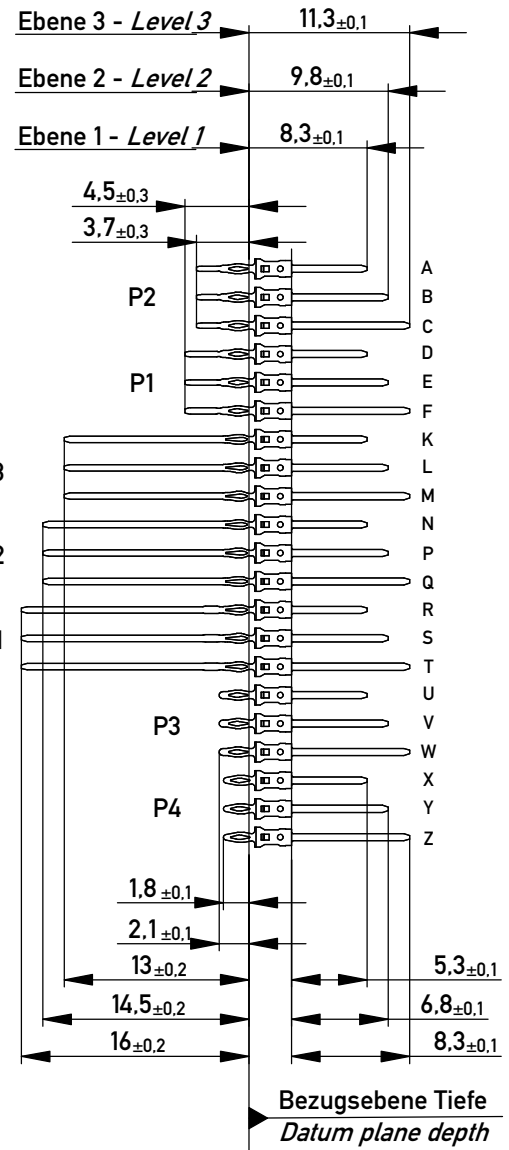 Ebene 3 - Level 3 11,3±0,1
Ebene 2 - Level 2 9,8±0,1
Ebene 1 - Level 1 8,3±0,1
4,5±0,3
3,7±0,3
A
P2 B
C
D
P1 E
F
K
L
M
N
2 P
Q
R
S
T
U
P3 V
W
X
P4 Y
Z
1,8 ±0,1
2,1 ±0,1
13±0,2 5,3±0,1
14,5±0,2 6,8±0,1
16±0,2 8,3±0,1
Bezugsebene Tiefe
Datum plane depth